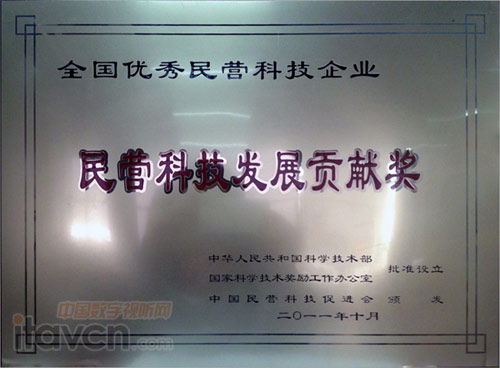 全国优秀民营科技企业
民营科技发展贡献奖
中华人民共和国科学技术部
国家科学技术奖励工作办公室
批准设立
中国民营科技促进会 颁发
二〇一一年十月
中国数字视听网
itavcn.com